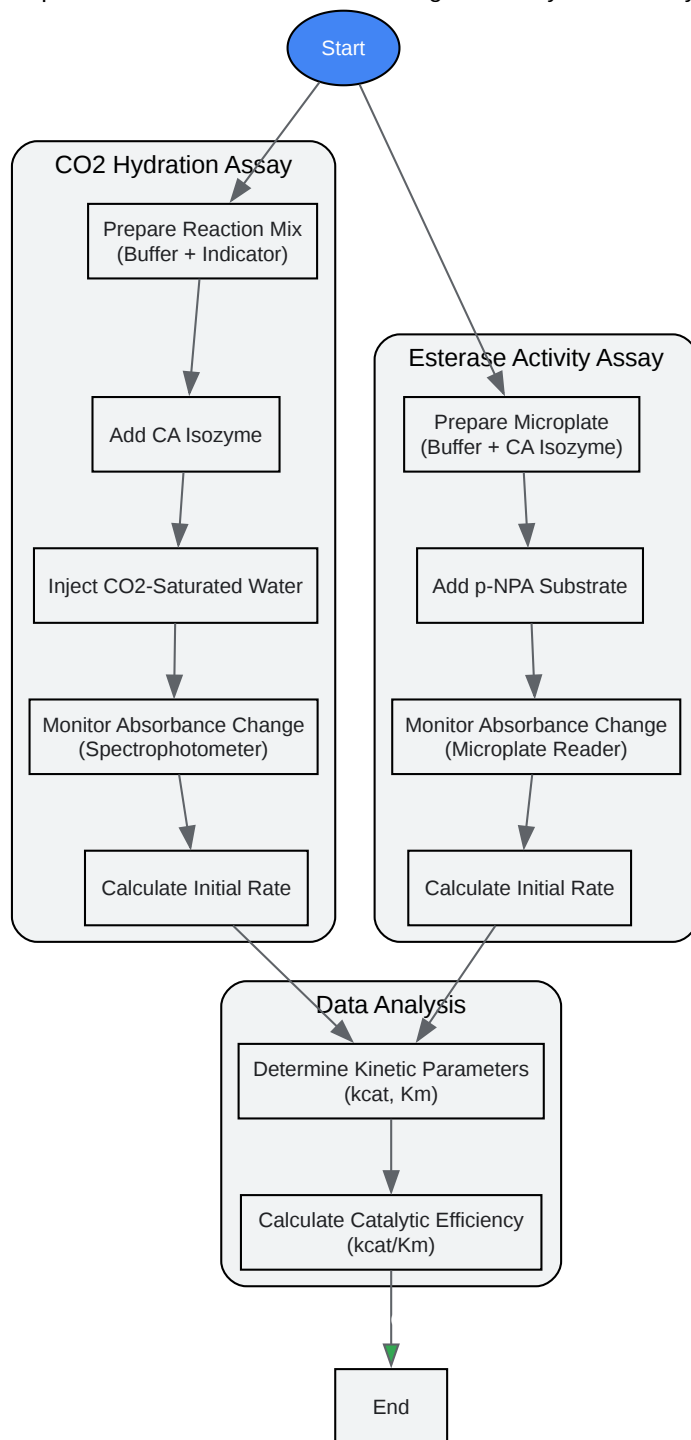 Start
CO2 Hydration Assay
Prepare Reaction Mix
(Buffer + Indicator)
Add CA Isozyme
Inject CO2-Saturated Water
Monitor Absorbance Change
(Spectrophotometer)
Calculate Initial Rate
Esterase Activity Assay
Prepare Microplate
(Buffer + CA Isozyme)
Add p-NPA Substrate
Monitor Absorbance Change
(Microplate Reader)
Calculate Initial Rate
Data Analysis
Determine Kinetic Parameters
(kcat, Km)
Calculate Catalytic Efficiency
(kcat/Km)
End